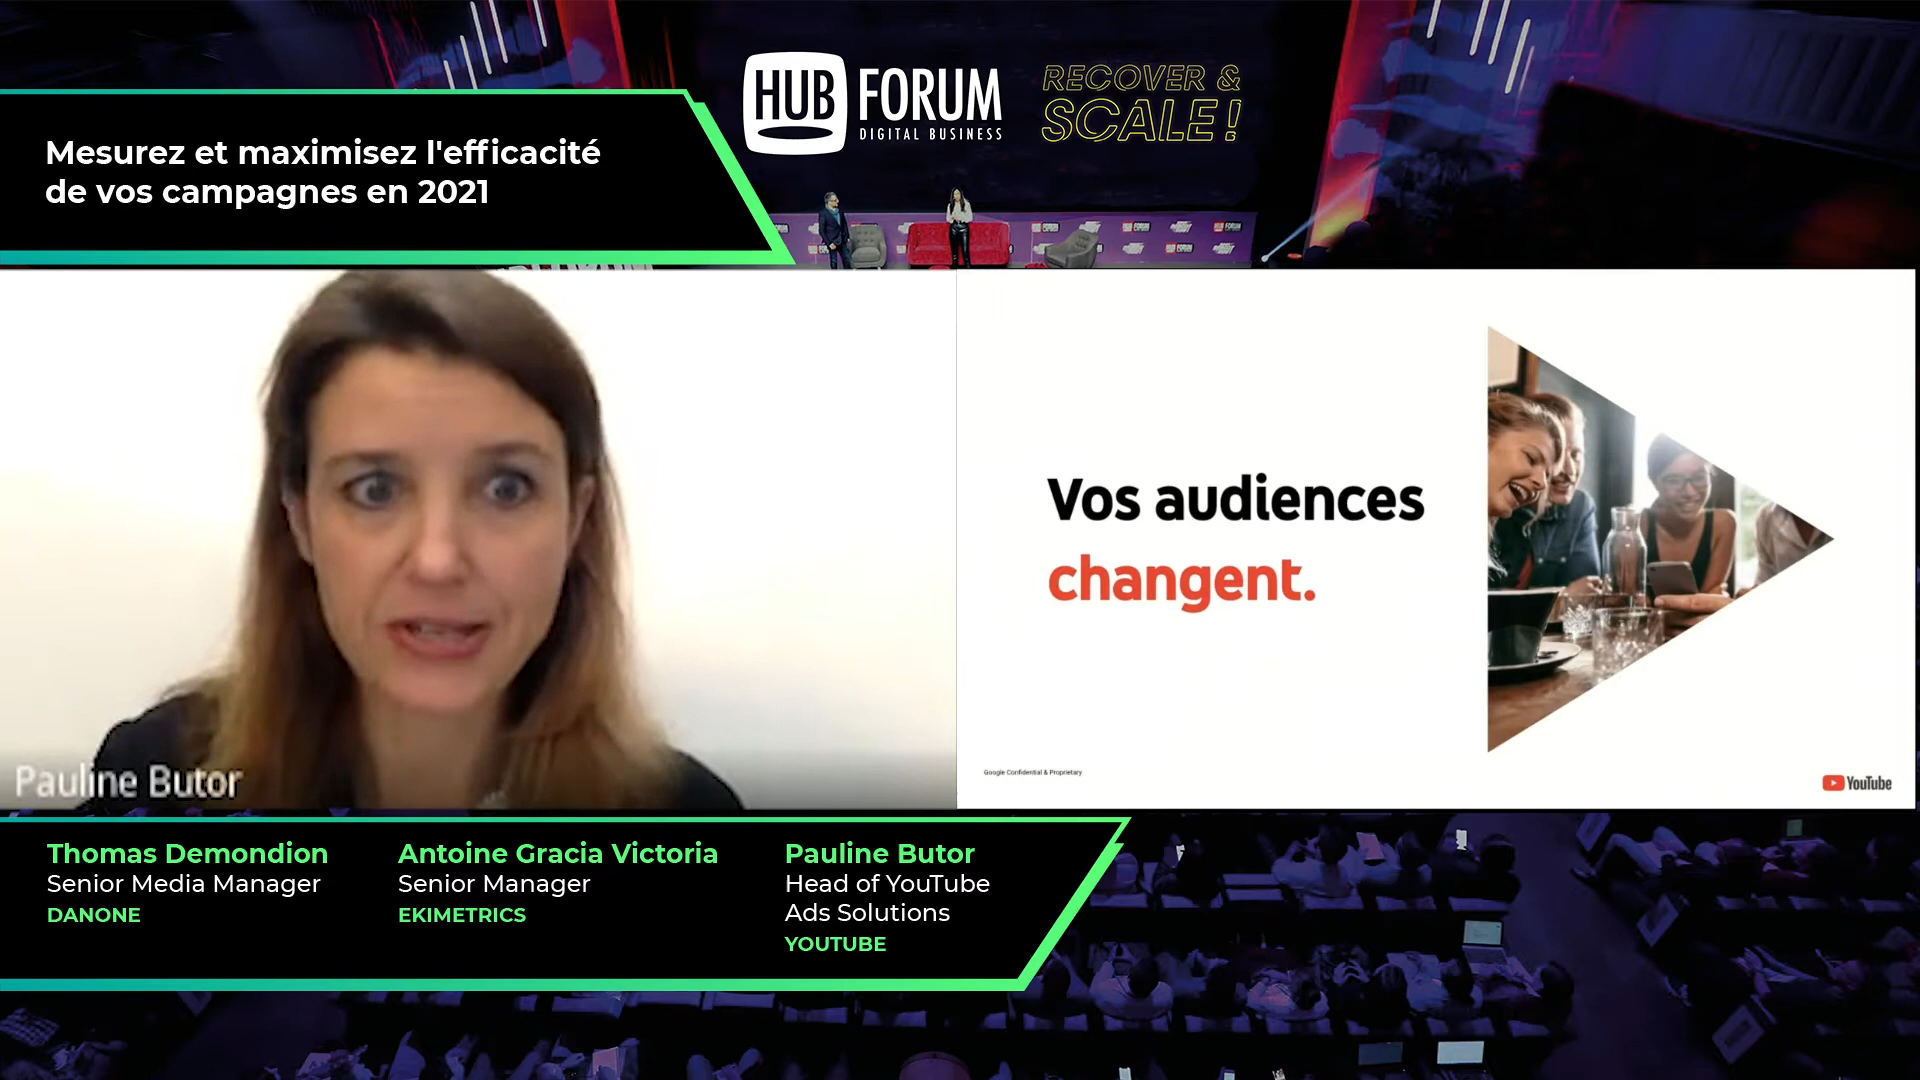 HUB FORUM
DIGITAL BUSINESS
RECOVER &
SCALE!
Mesurez et maximisez l'efficacité
de vos campagnes en 2021
Vos audiences
changent.
Pauline Butor
Google Confidential & Proprietary
YouTube
Thomas Demondion
Senior Media Manager
DANONE
Antoine Gracia Victoria
Senior Manager
EKIMETRICS
Pauline Butor
Head of YouTube
Ads Solutions
YOUTUBE